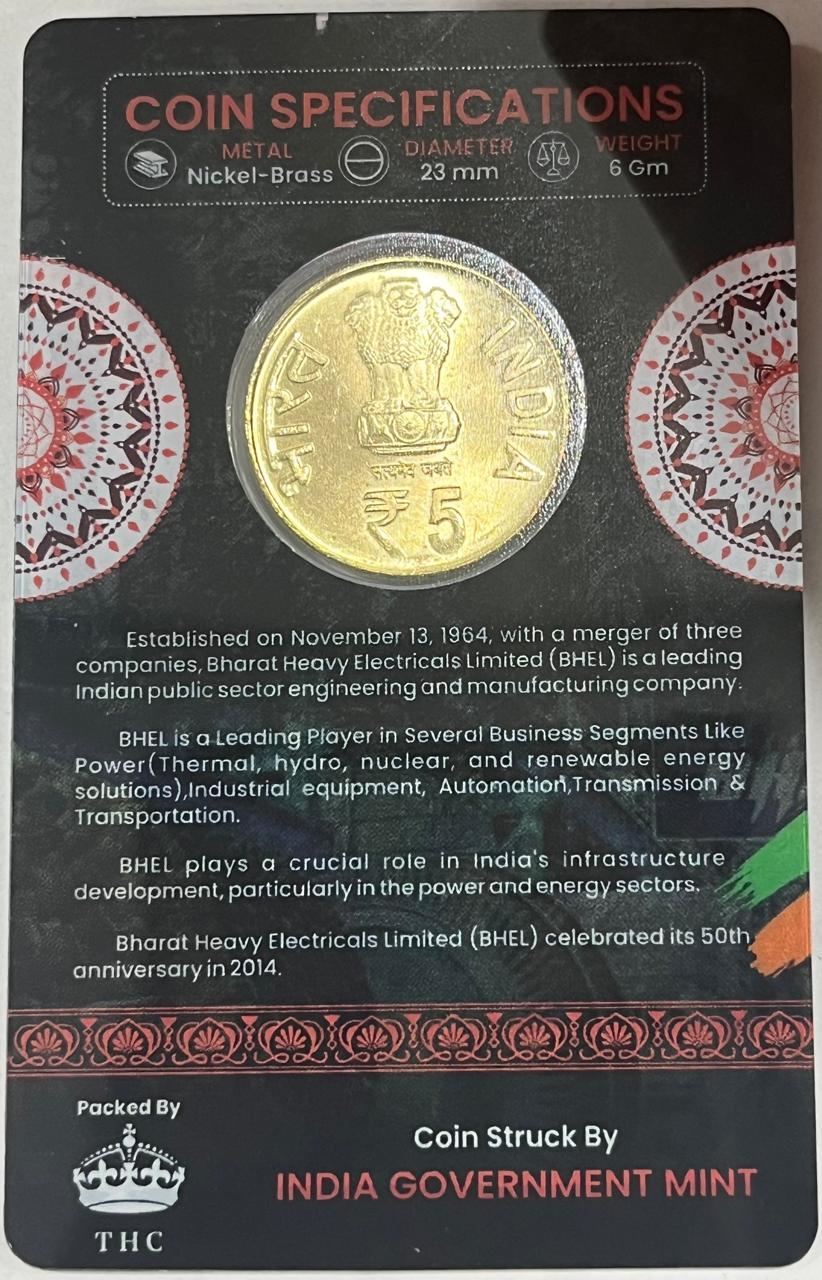 COIN SPECIFICATIONS
METAL
Nickel-Brass
DIAMETER
23 mm
WEIGHT
6 Gm
भारत
INDIA
सत्यमेव जयते
₹ 5
Established on November 13, 1964, with a merger of three
companies, Bharat Heavy Electricals Limited (BHEL) is a leading
Indian public sector engineering and manufacturing company.
BHEL is a Leading Player in Several Business Segments Like
Power(Thermal, hydro, nuclear, and renewable energy
solutions),Industrial equipment, Automation,Transmission &
Transportation.
BHEL plays a crucial role in India's infrastructure
development, particularly in the power and energy sectors.
Bharat Heavy Electricals Limited (BHEL) celebrated its 50th
anniversary in 2014.
Packed By
THC
Coin Struck By
INDIA GOVERNMENT MINT